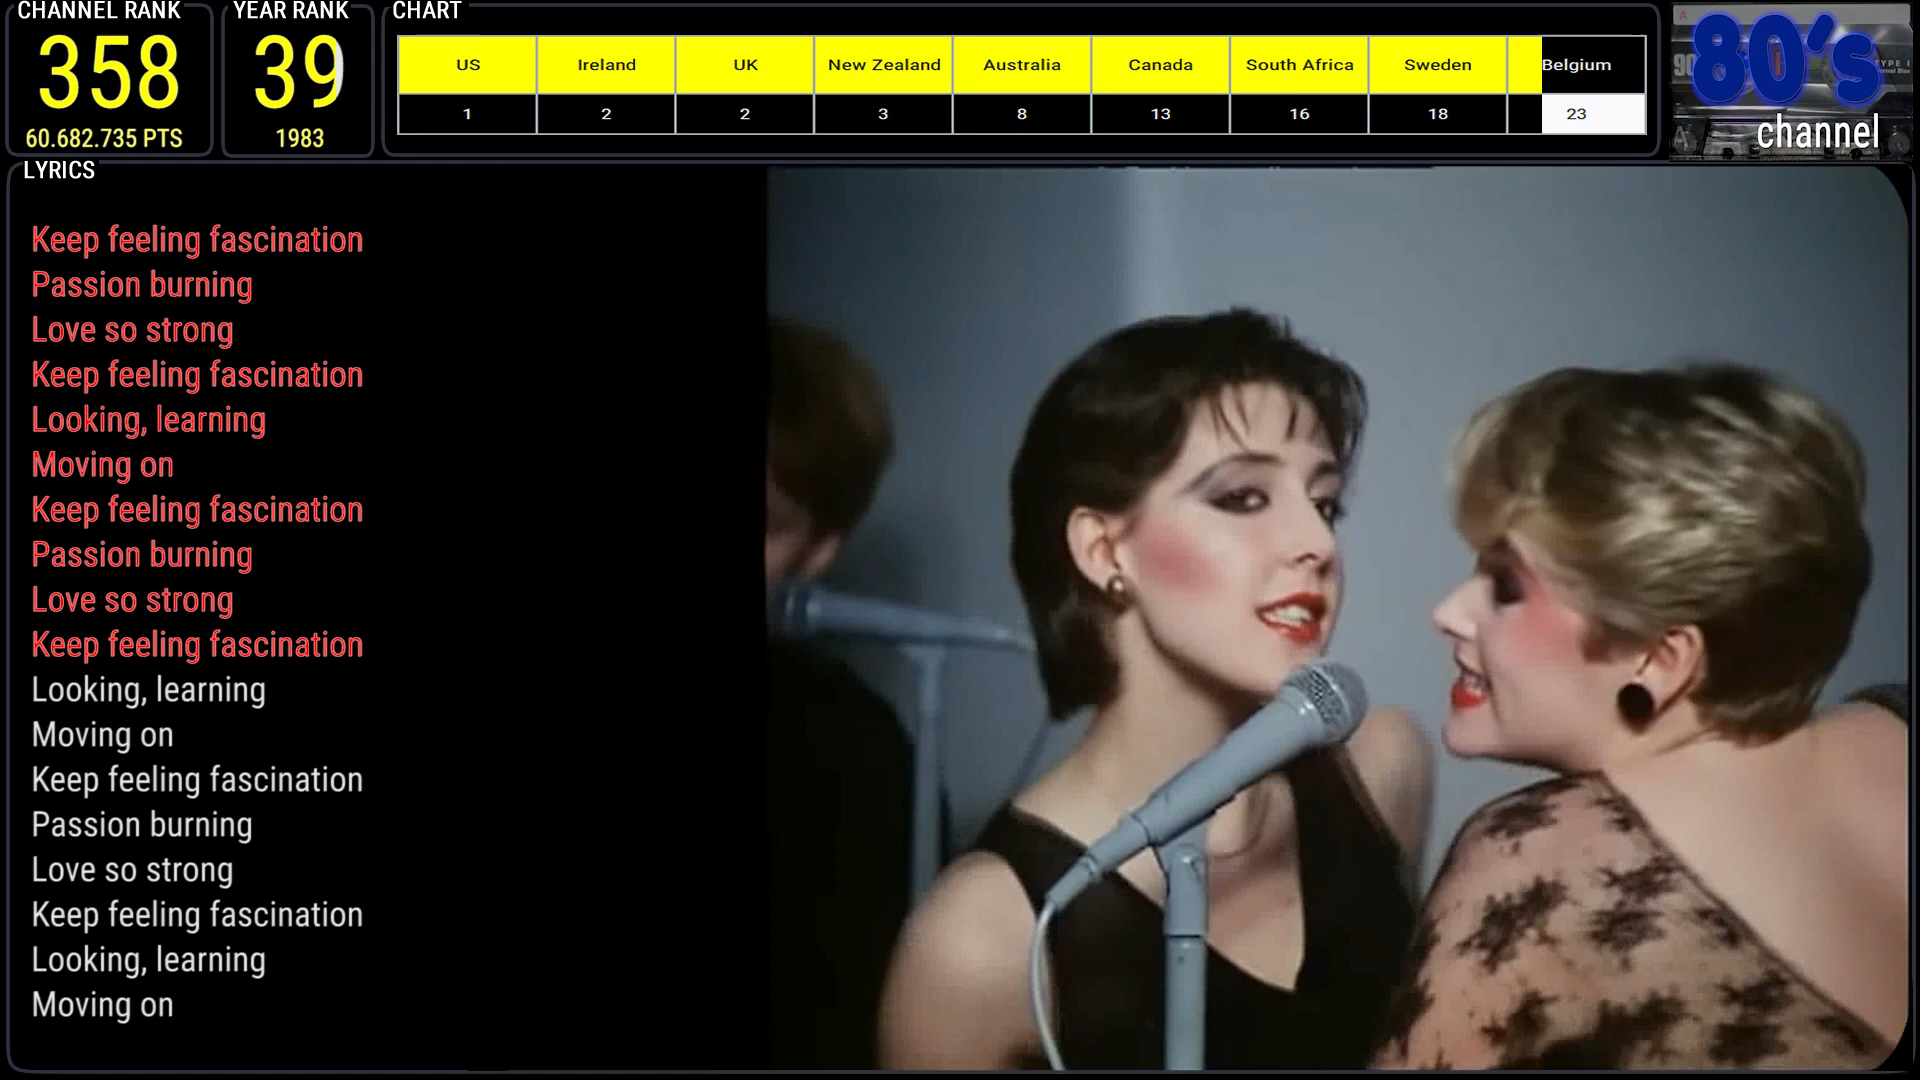 CHANNEL RANK
358
60.682.735 PTS
YEAR RANK
39
1983
CHART
US Ireland UK New Zealand Australia Canada South Africa Sweden Belgium
1 2 2 3 8 13 16 18 23
A
90
80's
TYPE I
channel
A
LYRICS
Keep feeling fascination
Passion burning
Love so strong
Keep feeling fascination
Looking, learning
Moving on
Keep feeling fascination
Passion burning
Love so strong
Keep feeling fascination
Looking, learning
Moving on
Keep feeling fascination
Passion burning
Love so strong
Keep feeling fascination
Looking, learning
Moving on